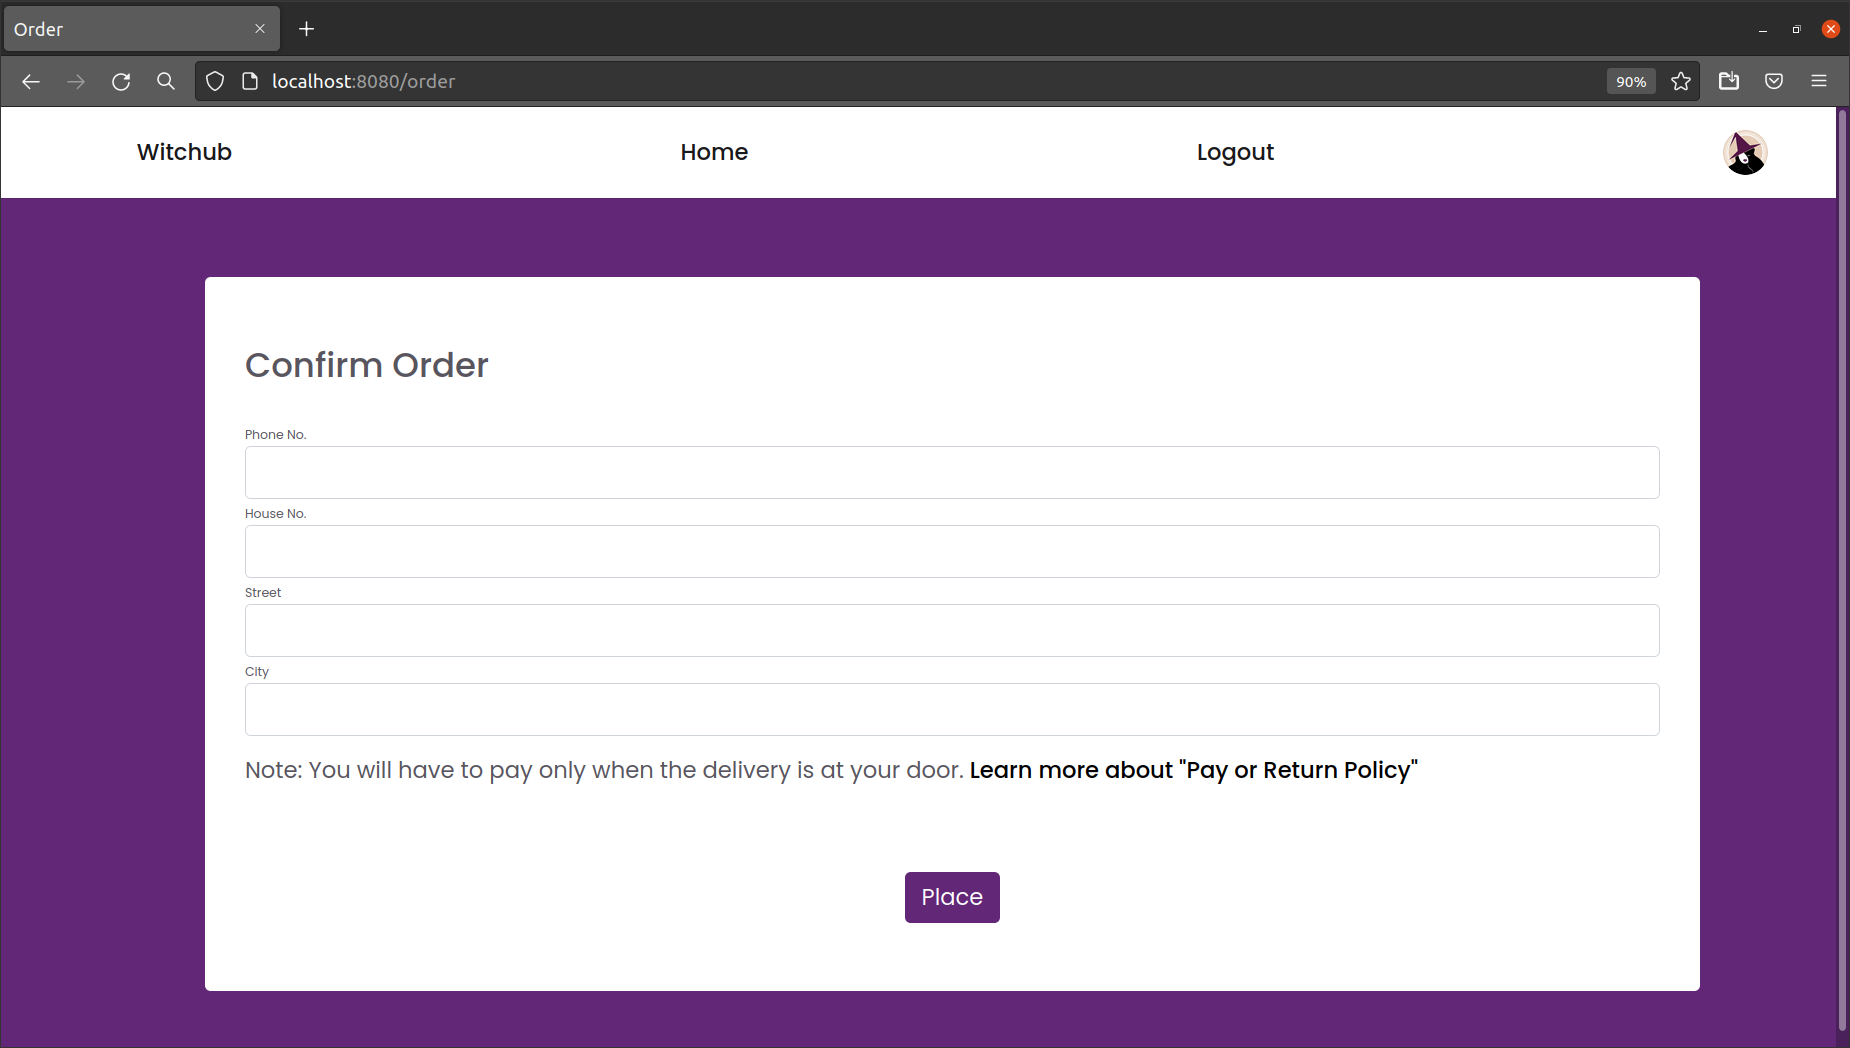 Order
localhost:8080/order
90%
Witchub
Home
Logout
Confirm Order
Phone No.
House No.
Street
City
Note: You will have to pay only when the delivery is at your door. Learn more about "Pay or Return Policy"
Place